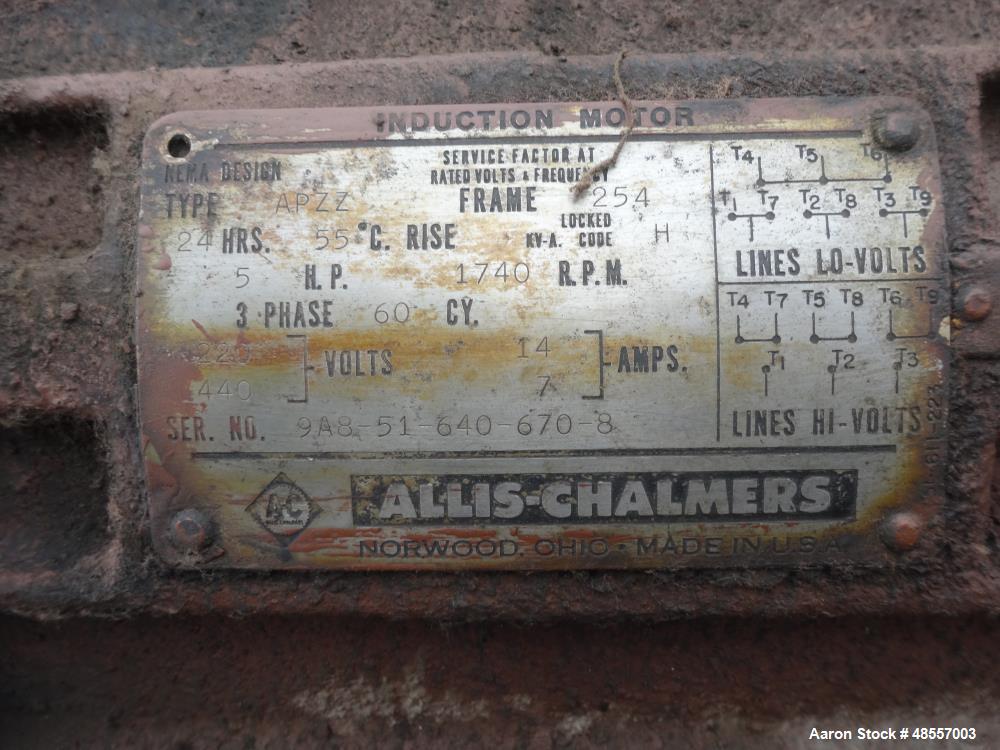 INDUCTION MOTOR
NEMA DESIGN
SERVICE FACTOR AT
RATED VOLTS & FREQUENCY
TYPE APZZ FRAME 254
24 HRS. 55°C. RISE LOCKED KV-A. CODE H
5 H.P. 1740 R.P.M.
3 PHASE 60 CY.
220 VOLTS 14 AMPS.
440 7
SER. NO. 9A8-51-640-670-8
T4 T5 T6
T1 T7 T2 T8 T3 T9
LINES LO-VOLTS
T4 T7 T5 T8 T6 T9
T1 T2 T3
LINES HI-VOLTS
AC
ALLIS-CHALMERS
NORWOOD, OHIO • MADE IN U.S.A.
Aaron Stock # 48557003